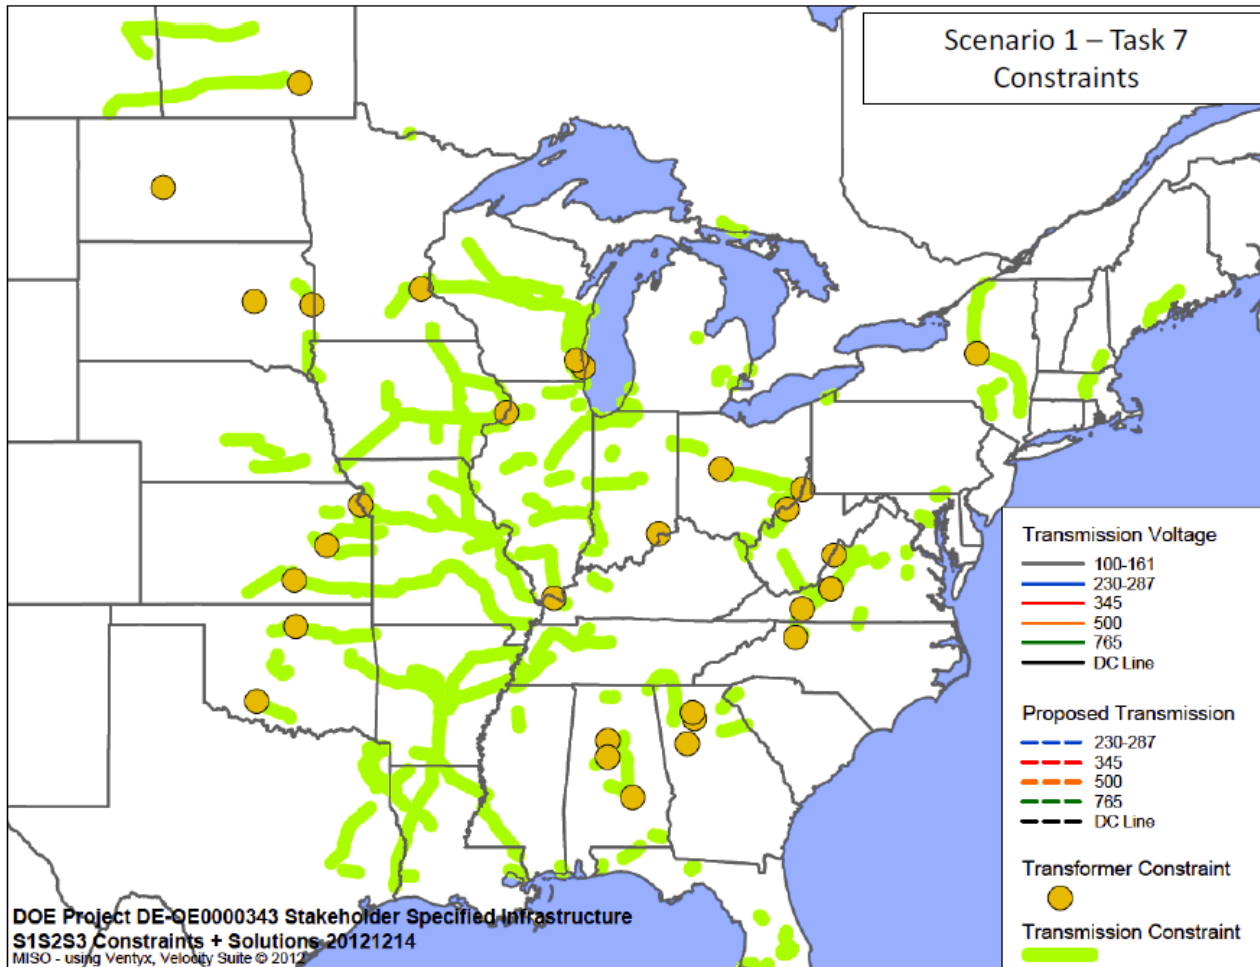 Scenario 1 – Task 7
Constraints
Transmission Voltage
100-161
230-287
345
500
765
DC Line
Proposed Transmission
230-287
345
500
765
DC Line
Transformer Constraint
Transmission Constraint
DOE Project DE-OE0000343 Stakeholder Specified Infrastructure
S1S2S3 Constraints + Solutions 20121214
MISO - using Ventyx, Velocity Suite © 2012